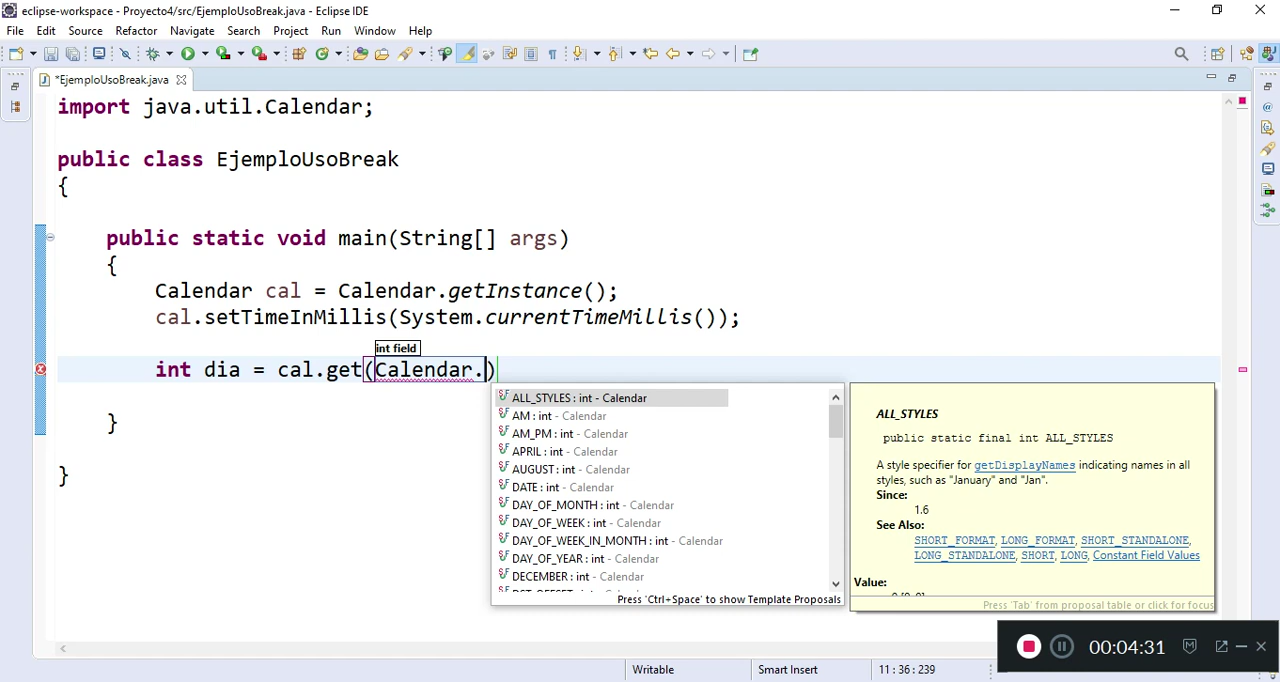 eclipse-workspace - Proyecto4/src/EjemploUsoBreak.java - Eclipse IDE
File Edit Source Refactor Navigate Search Project Run Window Help
*EjemploUsoBreak.java
import java.util.Calendar;
public class EjemploUsoBreak
{
public static void main(String[] args)
{
Calendar cal = Calendar.getInstance();
cal.setTimeInMillis(System.currentTimeMillis());
int field
int dia = cal.get(Calendar.)
}
}
ALL_STYLES : int - Calendar
AM : int - Calendar
AM_PM : int - Calendar
APRIL : int - Calendar
AUGUST : int - Calendar
DATE : int - Calendar
DAY_OF_MONTH : int - Calendar
DAY_OF_WEEK : int - Calendar
DAY_OF_WEEK_IN_MONTH : int - Calendar
DAY_OF_YEAR : int - Calendar
DECEMBER : int - Calendar
Press 'Ctrl+Space' to show Template Proposals
ALL_STYLES
public static final int ALL_STYLES
A style specifier for getDisplayNames indicating names in all
styles, such as "January" and "Jan".
Since:
1.6
See Also:
SHORT_FORMAT, LONG_FORMAT, SHORT_STANDALONE,
LONG_STANDALONE, SHORT, LONG, Constant Field Values
Value:
Press 'Tab' from proposal table or click for focus
00:04:31
Writable Smart Insert 11 : 36 : 239